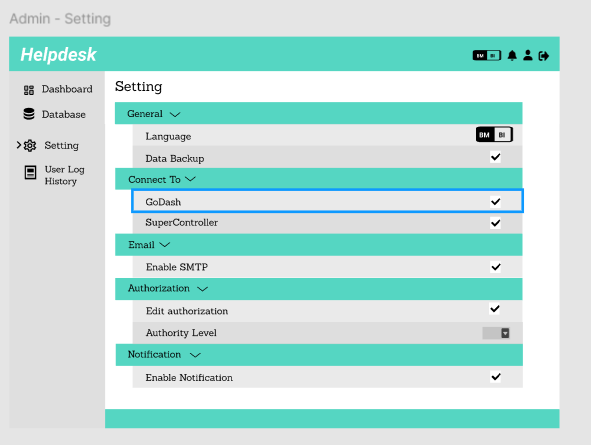 Admin - Setting
Helpdesk
BM BI
Dashboard
Database
Setting
User Log
History
Setting
General
Language
BM BI
Data Backup
Connect To
GoDash
SuperController
Email
Enable SMTP
Authorization
Edit authorization
Authority Level
Notification
Enable Notification